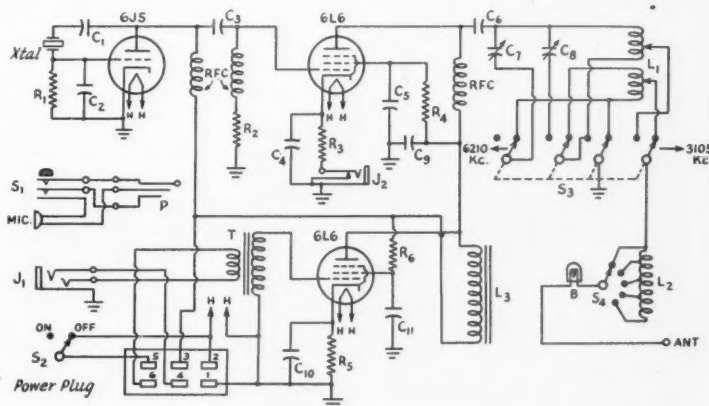 Xtal
C1
6J5
C3
6L6
C6
C7
C8
L1
R1
C2
H H
RFC
R2
C4
R3
C5
R4
C9
RFC
J2
6210
Kc.
3105
Kc
S3
S1
MIC.
P
T
6L6
R6
L3
J1
H H
H H
C11
C10
R5
B
S4
L2
ANT
ON
OFF
S2
5 3 2
6 4 1
Power Plug